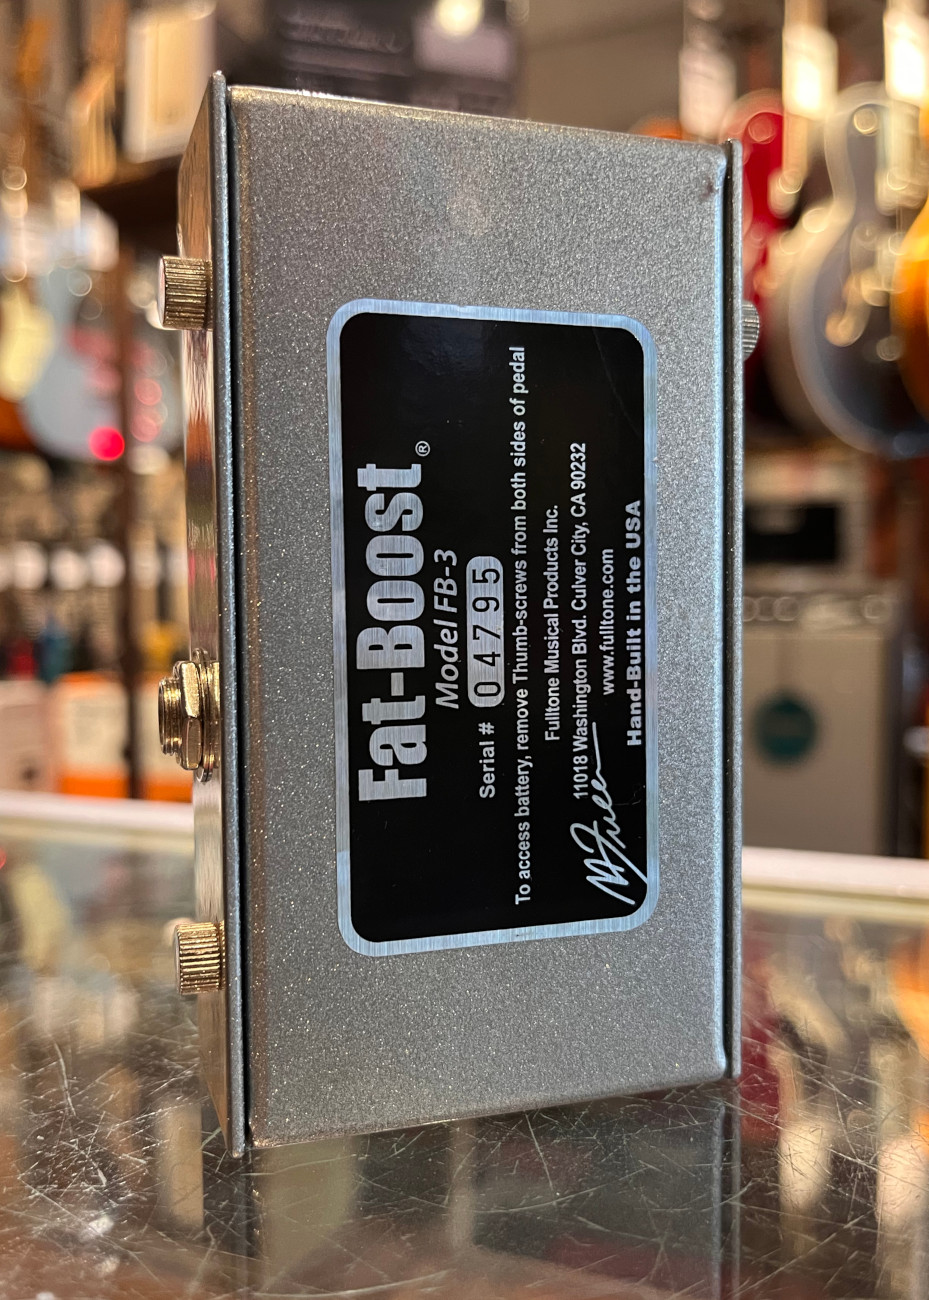 Fat-Boost®
Model FB-3
Serial # 04795
To access battery, remove Thumb-screws from both sides of pedal
Fulltone Musical Products Inc.
11018 Washington Blvd. Culver City, CA 90232
www.fulltone.com
Hand-Built in the USA